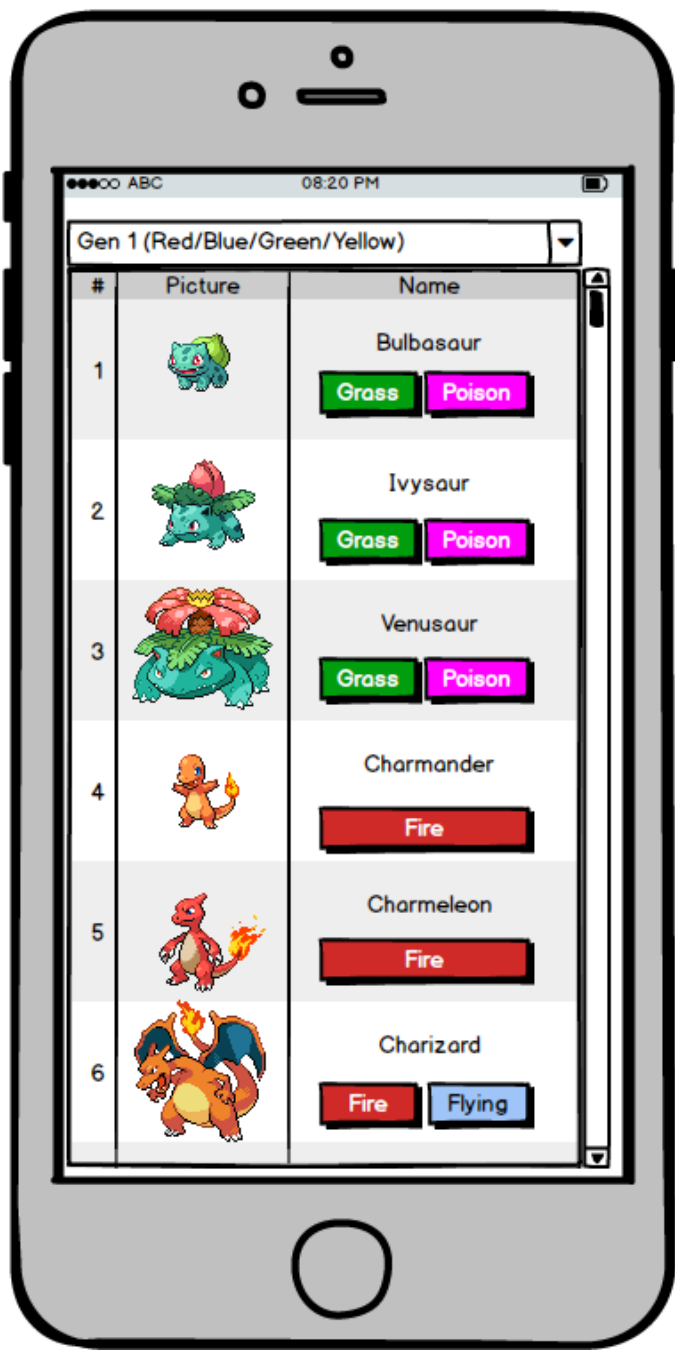 ABC 08:20 PM
Gen 1 (Red/Blue/Green/Yellow)
# Picture Name
1 Bulbasaur
Grass Poison
2 Ivysaur
Grass Poison
3 Venusaur
Grass Poison
4 Charmander
Fire
5 Charmeleon
Fire
6 Charizard
Fire Flying